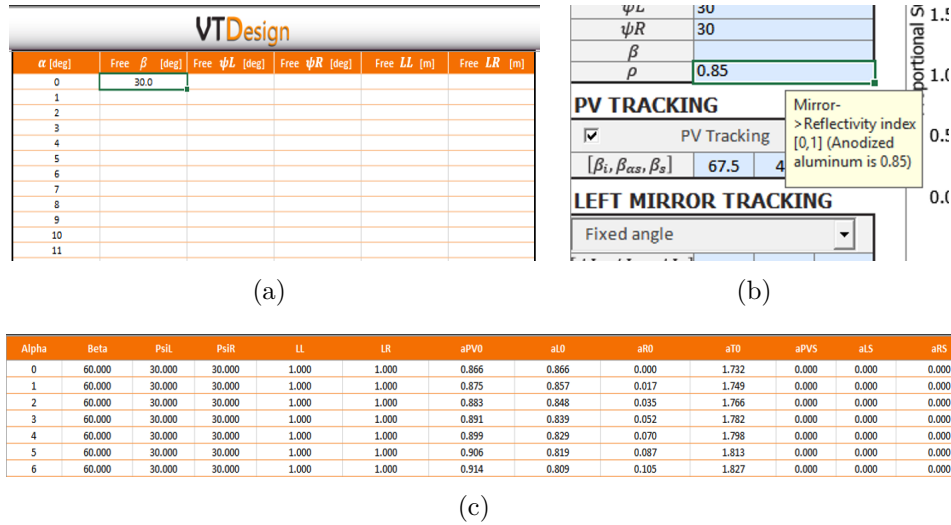 VTDesign
α [deg] Free β [deg] Free ψL [deg] Free ψR [deg] Free LL [m] Free LR [m]
0 30.0
1
2
3
4
5
6
7
8
9
10
11
(a)
ψL 30
ψR 30
β
ρ 0.85
PV TRACKING
PV Tracking
[βi, βαs, βs] 67.5 4
LEFT MIRROR TRACKING
Fixed angle
Mirror-
>Reflectivity index
[0,1] (Anodized
aluminum is 0.85)
1.5
1.0
0.5
0.0
(b)
Alpha Beta PsiL PsiR LL LR aPV0 aL0 aR0 aT0 aPVS aLS aRS
0 60.000 30.000 30.000 1.000 1.000 0.866 0.866 0.000 1.732 0.000 0.000 0.000
1 60.000 30.000 30.000 1.000 1.000 0.875 0.857 0.017 1.749 0.000 0.000 0.000
2 60.000 30.000 30.000 1.000 1.000 0.883 0.848 0.035 1.766 0.000 0.000 0.000
3 60.000 30.000 30.000 1.000 1.000 0.891 0.839 0.052 1.782 0.000 0.000 0.000
4 60.000 30.000 30.000 1.000 1.000 0.899 0.829 0.070 1.798 0.000 0.000 0.000
5 60.000 30.000 30.000 1.000 1.000 0.906 0.819 0.087 1.813 0.000 0.000 0.000
6 60.000 30.000 30.000 1.000 1.000 0.914 0.809 0.105 1.827 0.000 0.000 0.000
(c)